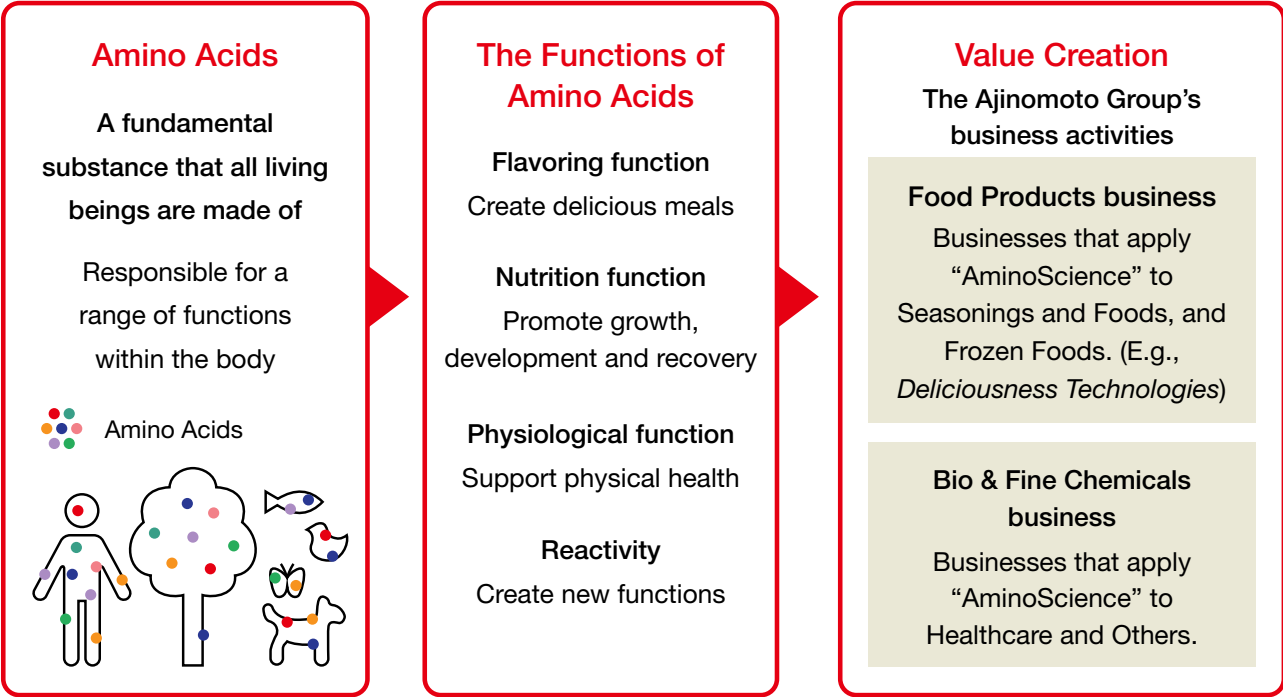 Amino Acids
A fundamental
substance that all living
beings are made of
Responsible for a
range of functions
within the body
Amino Acids
The Functions of
Amino Acids
Flavoring function
Create delicious meals
Nutrition function
Promote growth,
development and recovery
Physiological function
Support physical health
Reactivity
Create new functions
Value Creation
The Ajinomoto Group’s
business activities
Food Products business
Businesses that apply
“AminoScience” to
Seasonings and Foods, and
Frozen Foods. (E.g.,
Deliciousness Technologies)
Bio & Fine Chemicals
business
Businesses that apply
“AminoScience” to
Healthcare and Others.